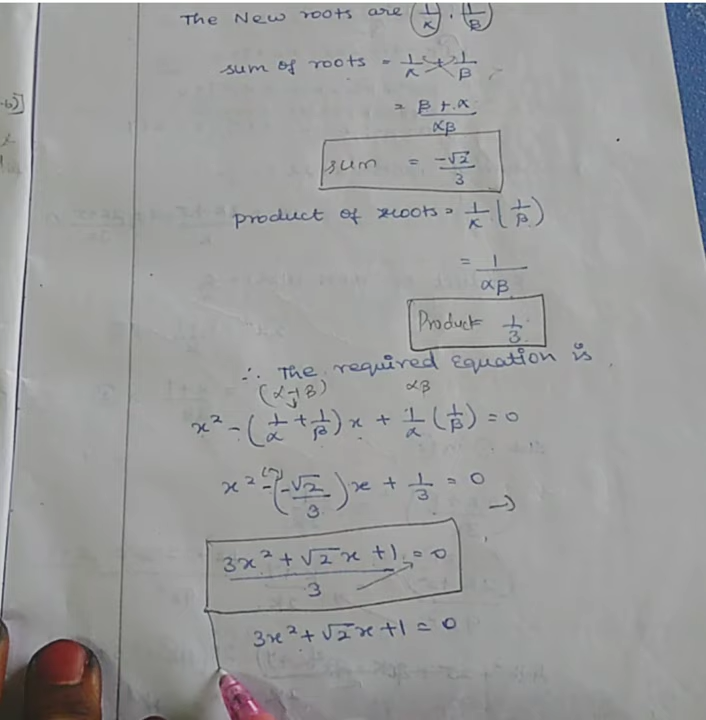 The New roots are (1/α) · (1/β)
sum of roots = 1/α + 1/β
= β + α / αβ
sum = -√2 / 3
product of roots = 1/α (1/β)
= 1 / αβ
Product = 1/3
∴ The required Equation is
(α+β) αβ
x² - (1/α + 1/β) x + 1/α (1/β) = 0
x² - (-√2 / 3) x + 1/3 = 0 →
3x² + √2 x + 1 / 3 = 0
3x² + √2 x + 1 = 0